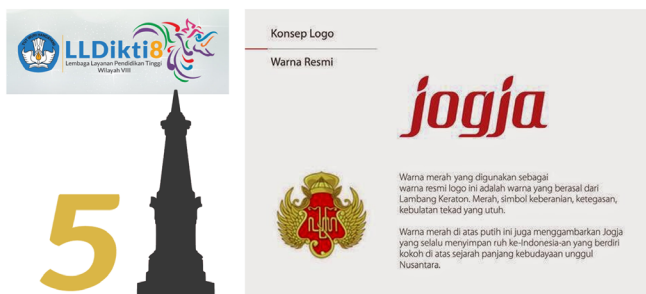 LLDikti8
Lembaga Layanan Pendidikan Tinggi
Wilayah VIII
5
Konsep Logo
Warna Resmi
jogja
Warna merah yang digunakan sebagai
warna resmi logo ini adalah warna yang berasal dari
Lambang Keraton. Merah, simbol keberanian, ketegasan,
kebulatan tekad yang utuh.
Warna merah di atas putih ini juga menggambarkan Jogja
yang selalu menyimpan ruh ke-Indonesia-an yang berdiri
kokoh di atas sejarah panjang kebudayaan unggul
Nusantara.